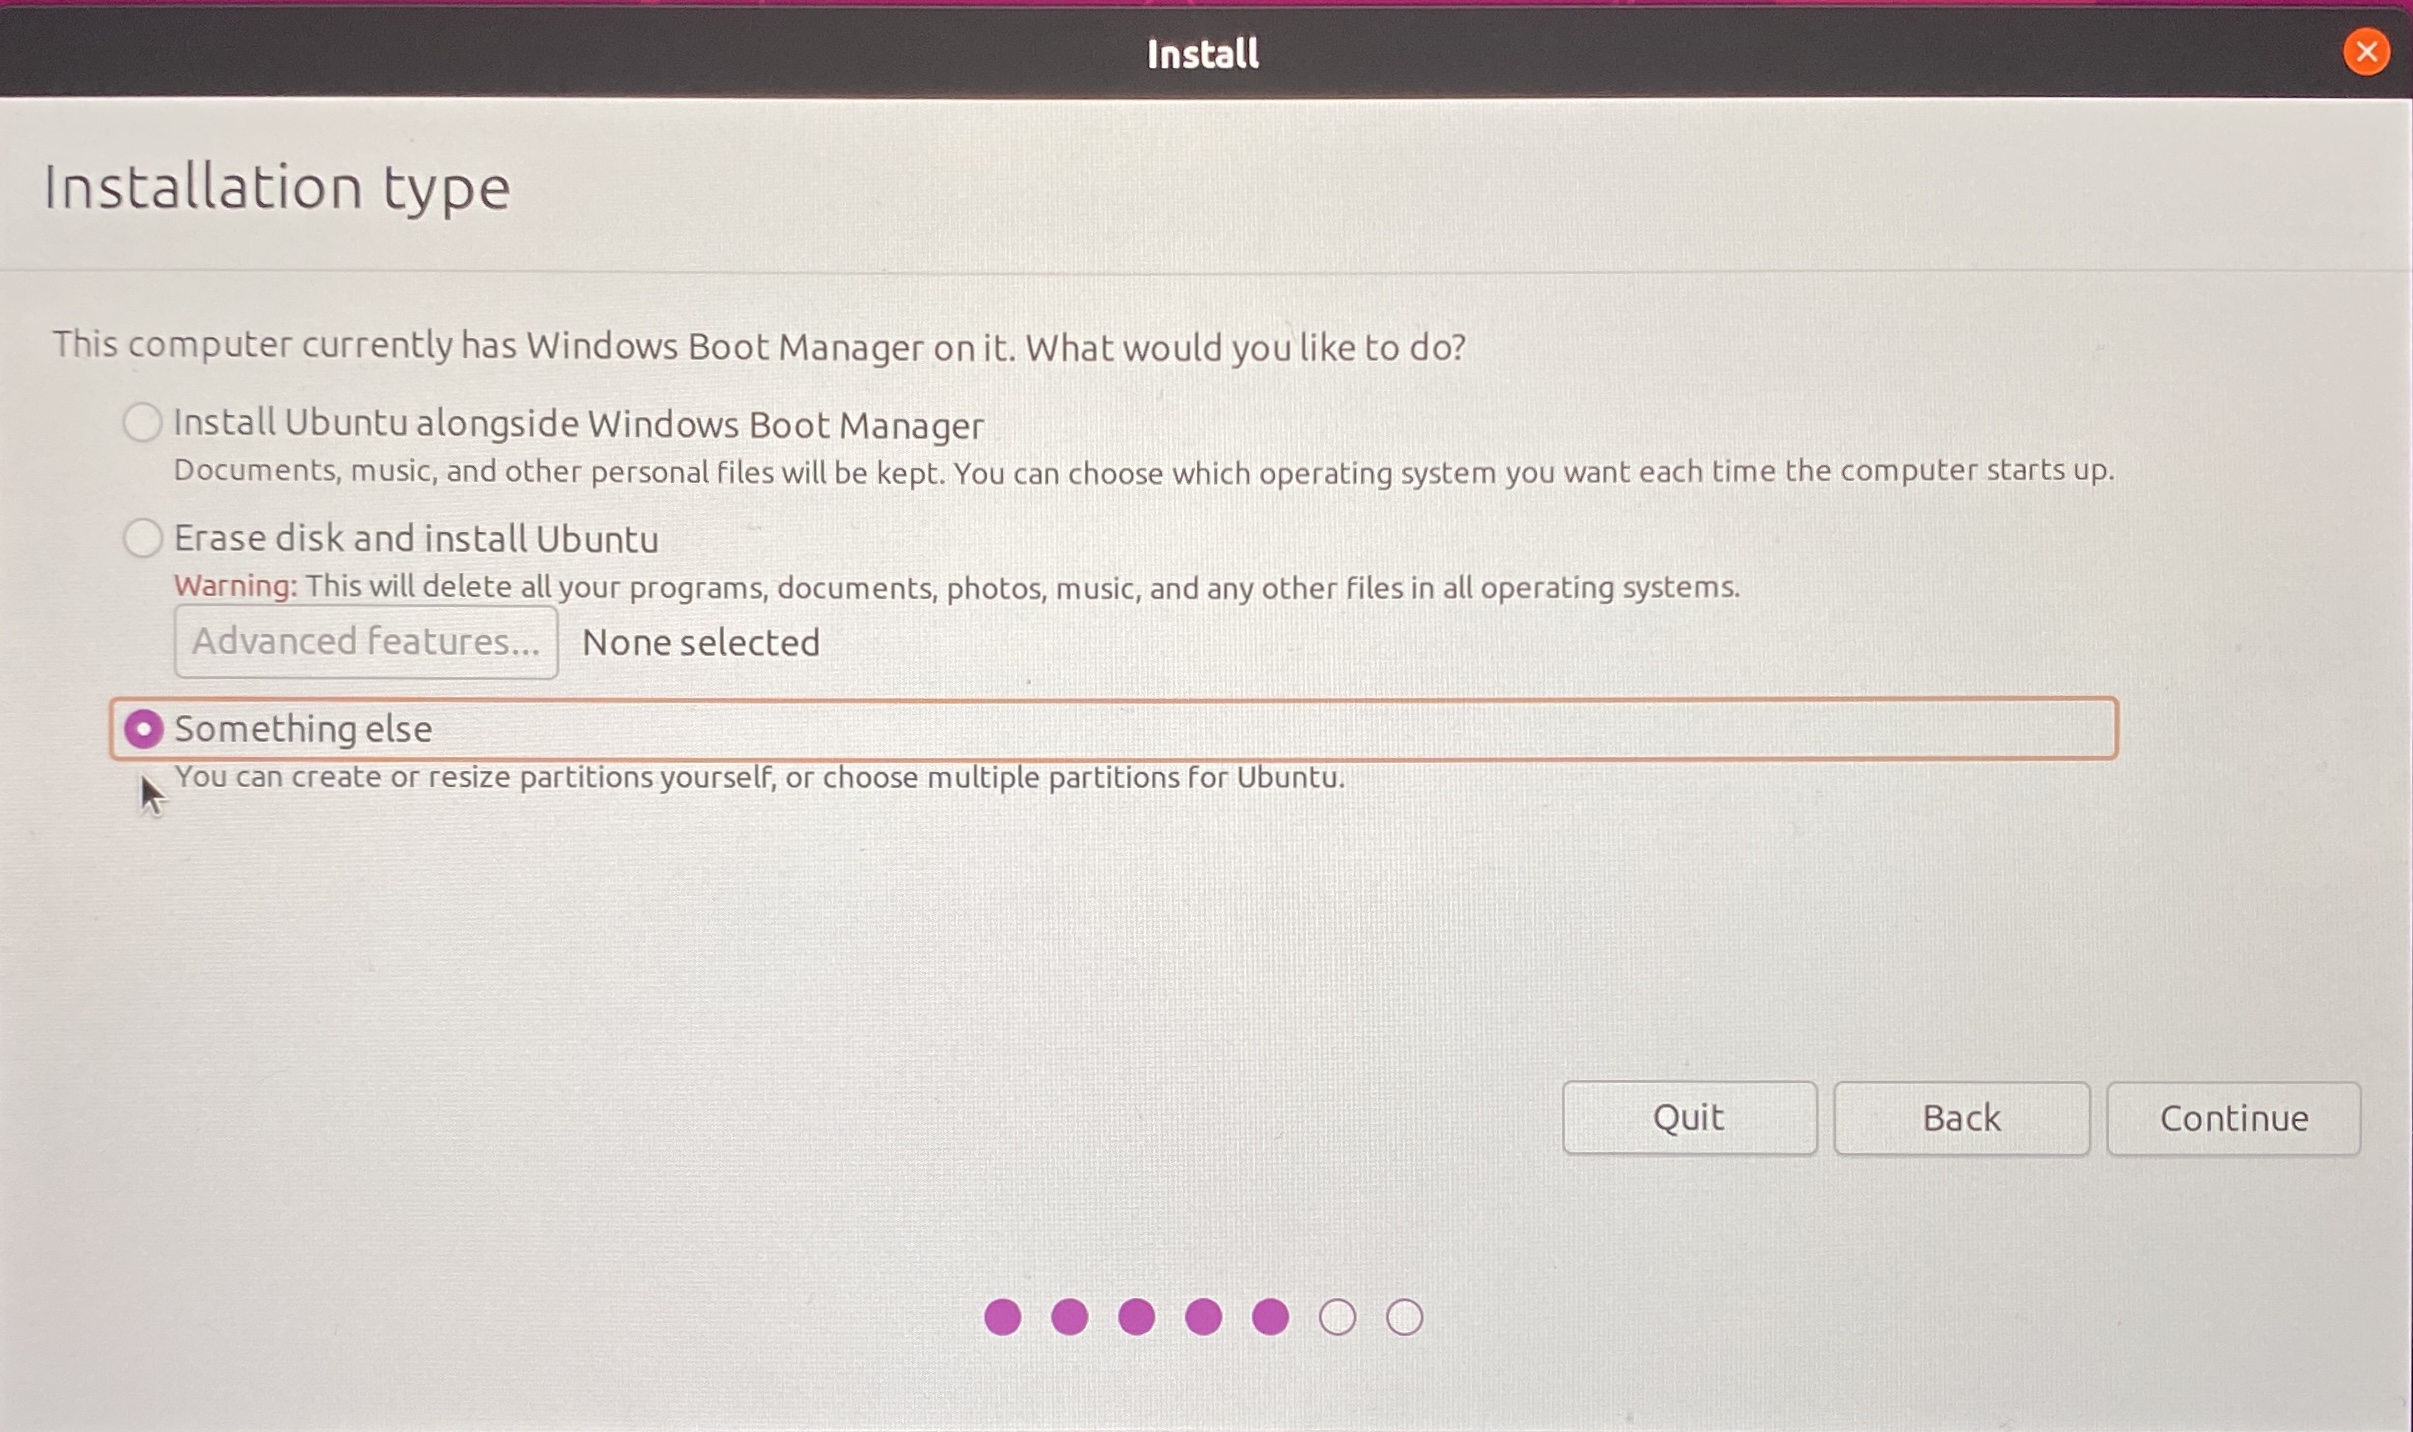 Install
Installation type
This computer currently has Windows Boot Manager on it. What would you like to do?
Install Ubuntu alongside Windows Boot Manager
Documents, music, and other personal files will be kept. You can choose which operating system you want each time the computer starts up.
Erase disk and install Ubuntu
Warning: This will delete all your programs, documents, photos, music, and any other files in all operating systems.
Advanced features... None selected
Something else
You can create or resize partitions yourself, or choose multiple partitions for Ubuntu.
Quit Back Continue